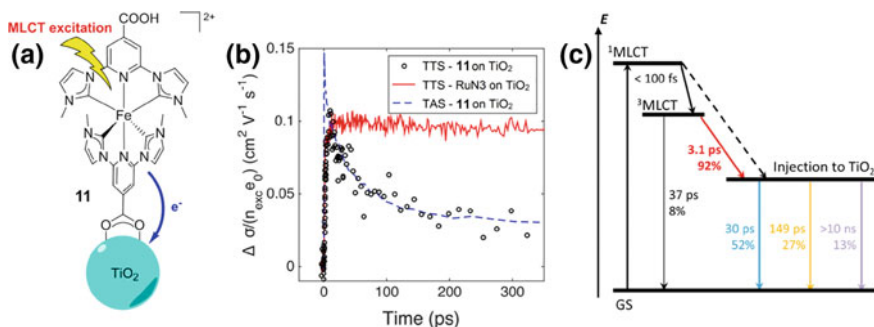 (a)
MLCT excitation
COOH
2+
N
N
N
N
N
N
Fe
N
N
N
N
N
N
11
e-
O
O
TiO2
(b)
Δ σ/(n_exc e_0) (cm² V⁻¹ s⁻¹)
0.15
0.1
0.05
0
TTS - 11 on TiO₂
TTS - RuN3 on TiO₂
TAS - 11 on TiO₂
0
100
200
300
Time (ps)
(c)
E
¹MLCT
< 100 fs
³MLCT
3.1 ps
92%
Injection to TiO₂
37 ps
8%
30 ps
52%
149 ps
27%
>10 ns
13%
GS